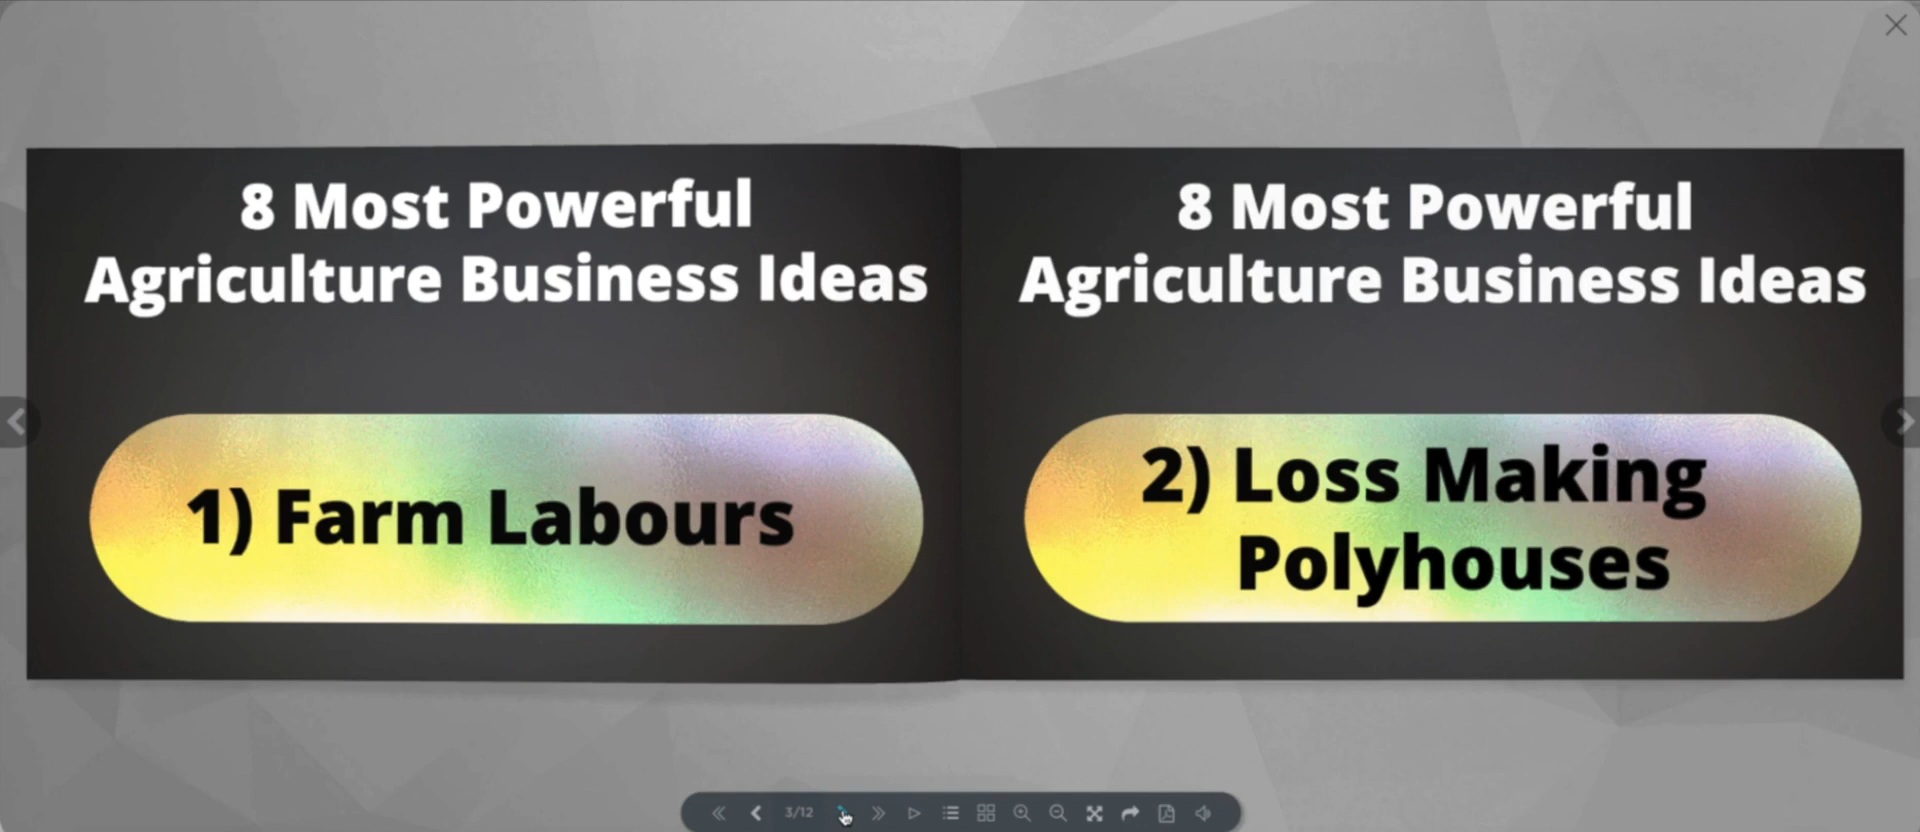 8 Most Powerful
Agriculture Business Ideas
1) Farm Labours
8 Most Powerful
Agriculture Business Ideas
2) Loss Making
Polyhouses
3/12